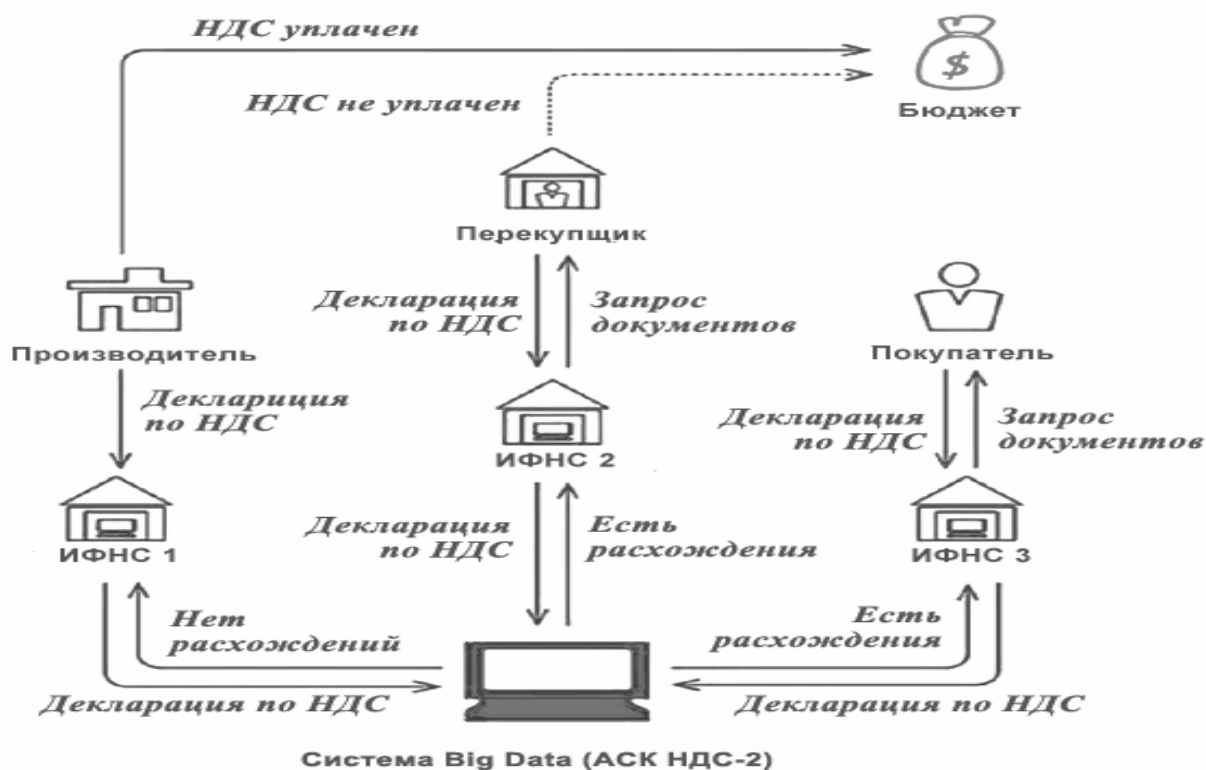 НДС уплачен
НДС не уплачен
$
Бюджет
Перекупщик
Декларация
по НДС
Запрос
документов
Производитель
Покупатель
Деклариция
по НДС
ИФНС 2
Декларация
по НДС
Запрос
документов
ИФНС 1
Декларация
по НДС
Есть
расхождения
ИФНС 3
Нет
расхождений
Есть
расхождения
Декларация по НДС
Декларация по НДС
Система Big Data (АСК НДС-2)